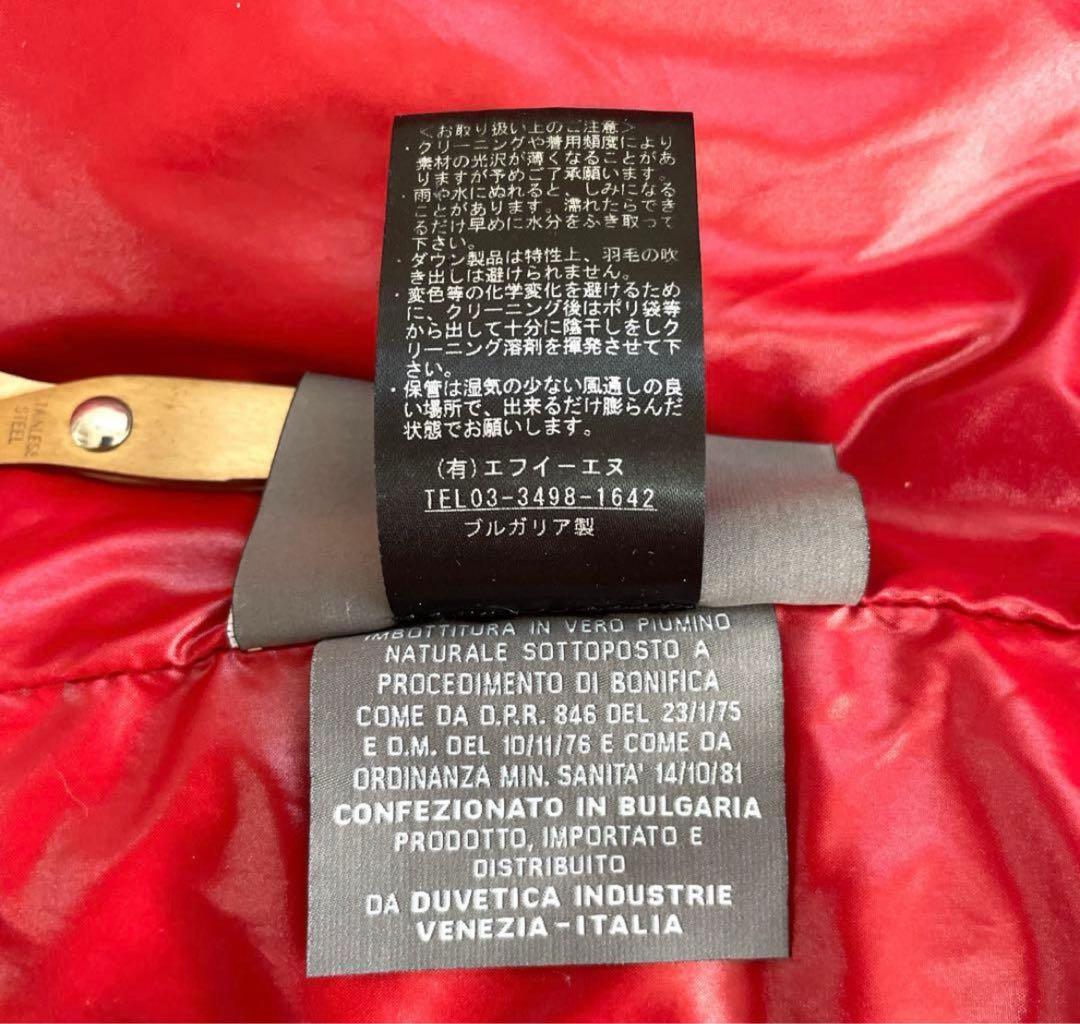 ＜お取り扱い上のご注意＞
・クリーニングや着用頻度により
素材の光沢が薄くなることがあ
りますが予めご了承願います。
・雨や水にぬれると、しみになる
ことがあります。濡れたらでき
るだけ早めに水分をふき取って
下さい。
・ダウン製品は特性上、羽毛の吹
き出しは避けられません。
・変色等の化学変化を避けるため
に、クリーニング後はポリ袋等
から出して十分に陰干しをしク
リーニング溶剤を揮発させて下
さい。
・保管は湿気の少ない風通しの良
い場所で、出来るだけ膨らんだ
状態でお願いします。
(有)エフイーエヌ
TEL03-3498-1642
ブルガリア製
STAINLESS
STEEL
IMBOTTITURA IN VERO PIUMINO
NATURALE SOTTOPOSTO A
PROCEDIMENTO DI BONIFICA
COME DA D.P.R. 846 DEL 23/1/75
E D.M. DEL 10/11/76 E COME DA
ORDINANZA MIN. SANITA' 14/10/81
CONFEZIONATO IN BULGARIA
PRODOTTO, IMPORTATO E
DISTRIBUITO
DA DUVETICA INDUSTRIE
VENEZIA-ITALIA